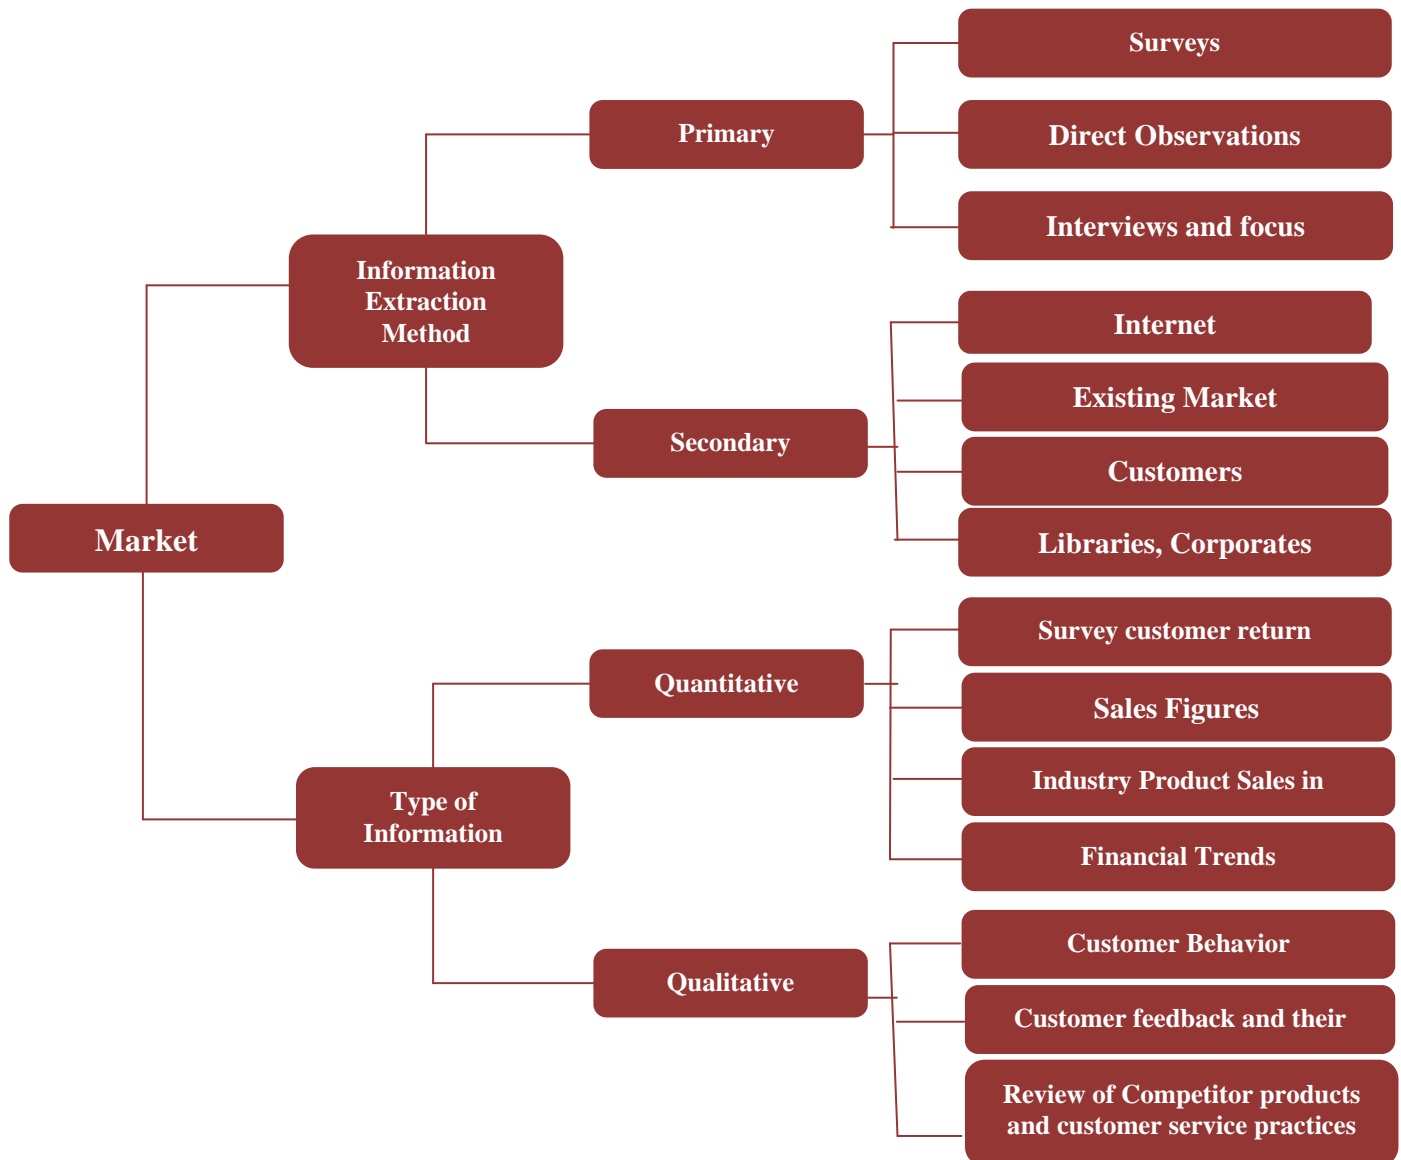 Surveys
Primary
Direct Observations
Interviews and focus
Information
Extraction
Method
Internet
Existing Market
Secondary
Customers
Libraries, Corporates
Market
Survey customer return
Quantitative
Sales Figures
Industry Product Sales in
Type of
Information
Financial Trends
Customer Behavior
Qualitative
Customer feedback and their
Review of Competitor products
and customer service practices